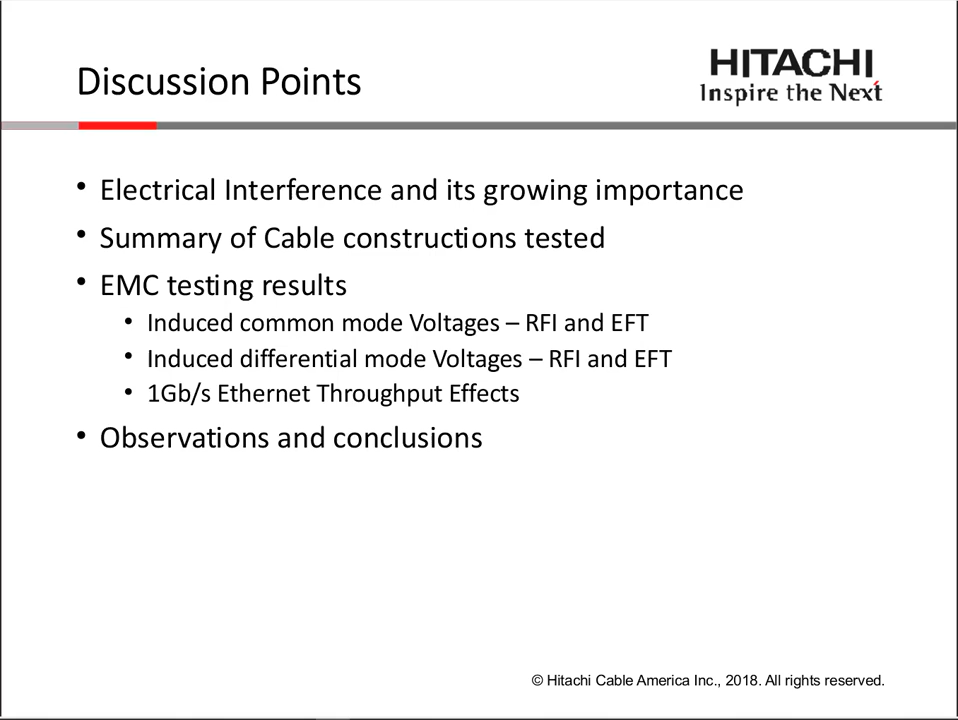 Discussion Points
HITACHI
Inspire the Next
• Electrical Interference and its growing importance
• Summary of Cable constructions tested
• EMC testing results
• Induced common mode Voltages – RFI and EFT
• Induced differential mode Voltages – RFI and EFT
• 1Gb/s Ethernet Throughput Effects
• Observations and conclusions
© Hitachi Cable America Inc., 2018. All rights reserved.